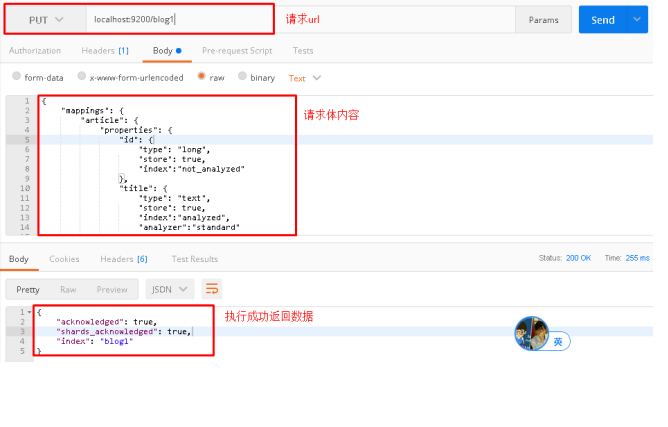 PUT localhost:9200/blog1 请求url Params Send
Authorization Headers [1] Body Pre-request Script Tests
form-data x-www-form-urlencoded raw binary Text
1 {
2 "mappings": {
3 "article": {
4 "properties": {
5 "id": {
6 "type": "long",
7 "store": true,
8 "index":"not_analyzed"
9 },
10 "title": {
11 "type": "text",
12 "store": true,
13 "index":"analyzed",
14 "analyzer":"standard"
请求体内容
Body Cookies Headers [6] Test Results Status: 200 OK Time: 255 ms
Pretty Raw Preview JSON
1 {
2 "acknowledged": true,
3 "shards_acknowledged": true,
4 "index": "blog1"
5 }
执行成功返回数据
英